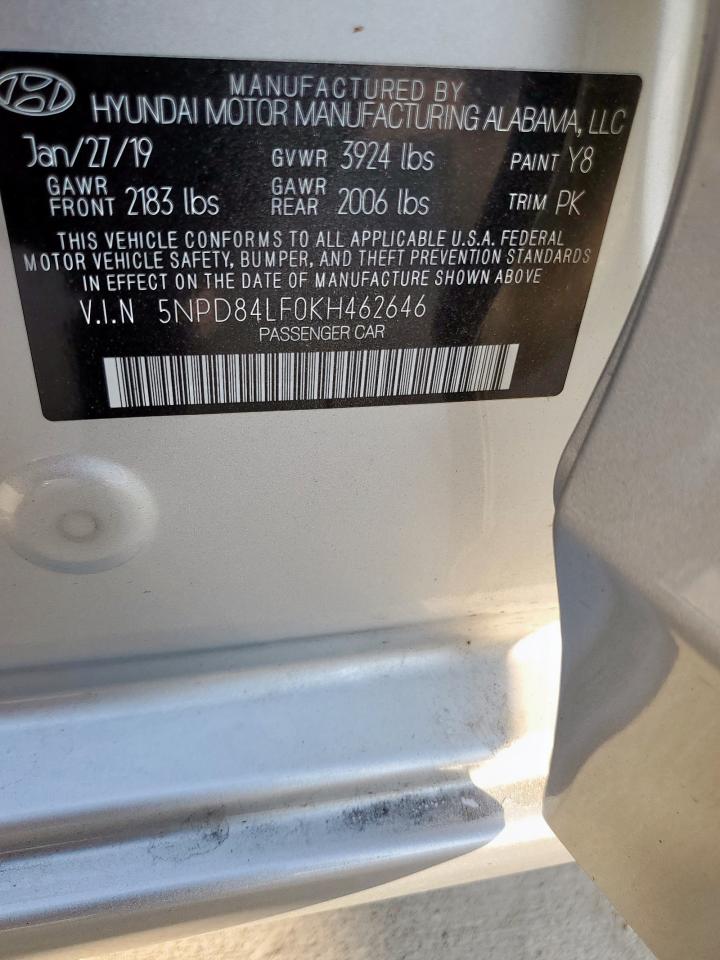 MANUFACTURED BY
HYUNDAI MOTOR MANUFACTURING ALABAMA, LLC
Jan/27/19 GVWR 3924 lbs PAINT Y8
GAWR FRONT 2183 lbs GAWR REAR 2006 lbs TRIM PK
THIS VEHICLE CONFORMS TO ALL APPLICABLE U.S.A. FEDERAL
MOTOR VEHICLE SAFETY, BUMPER, AND THEFT PREVENTION STANDARDS
IN EFFECT ON THE DATE OF MANUFACTURE SHOWN ABOVE
V.I.N 5NPD84LF0KH462646
PASSENGER CAR